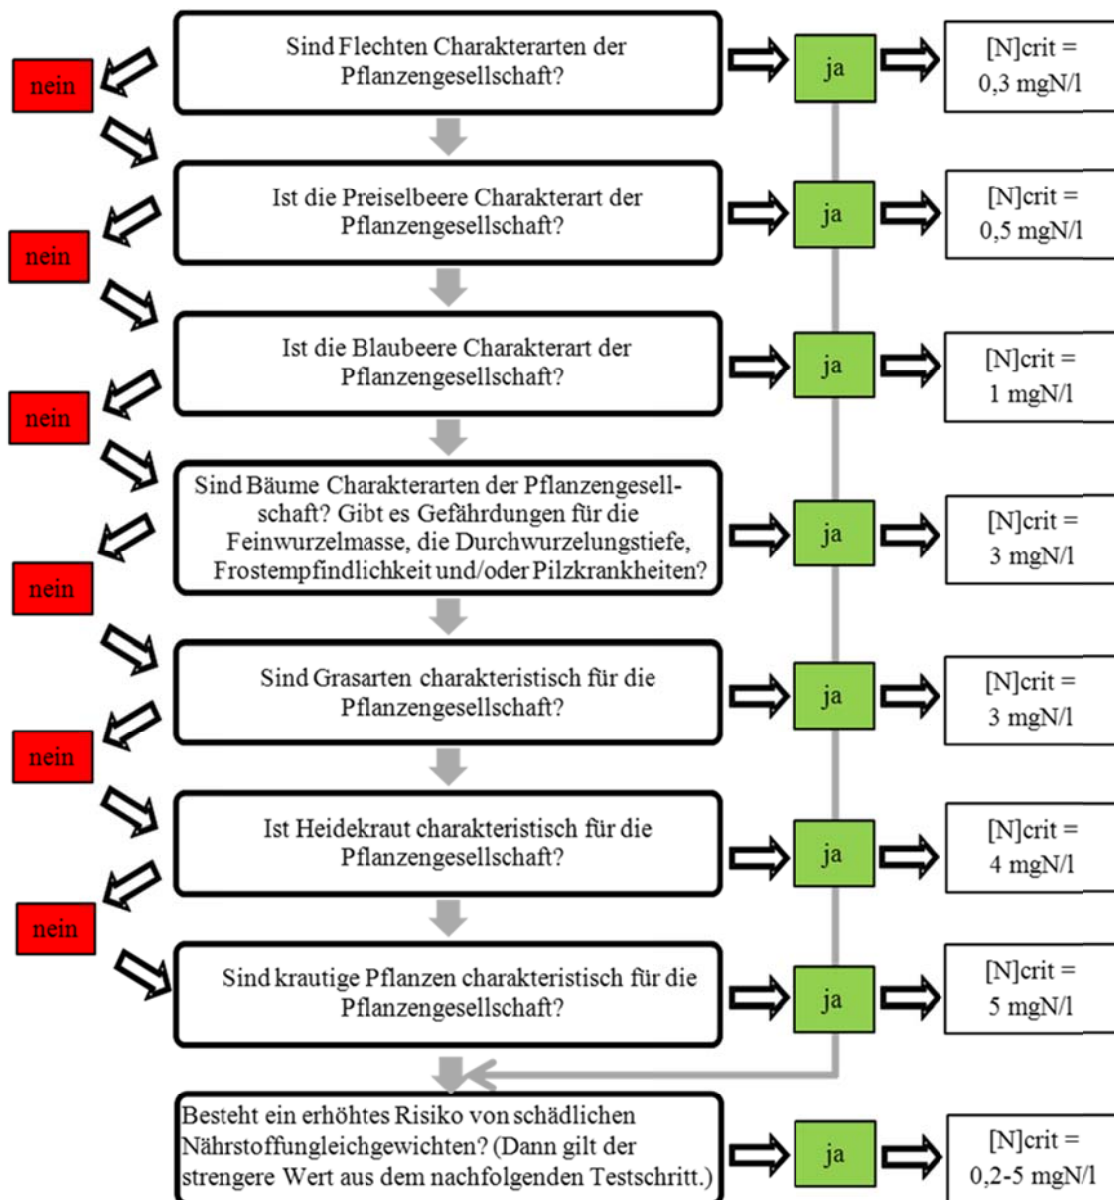 Sind Flechten Charakterarten der
Pflanzengesellschaft?
ja
[N]crit =
0,3 mgN/l
nein
Ist die Preiselbeere Charakterart der
Pflanzengesellschaft?
ja
[N]crit =
0,5 mgN/l
nein
Ist die Blaubeere Charakterart der
Pflanzengesellschaft?
ja
[N]crit =
1 mgN/l
nein
Sind Bäume Charakterarten der Pflanzengesell-
schaft? Gibt es Gefährdungen für die
Feinwurzelmasse, die Durchwurzelungstiefe,
Frostempfindlichkeit und/oder Pilzkrankheiten?
ja
[N]crit =
3 mgN/l
nein
Sind Grasarten charakteristisch für die
Pflanzengesellschaft?
ja
[N]crit =
3 mgN/l
nein
Ist Heidekraut charakteristisch für die
Pflanzengesellschaft?
ja
[N]crit =
4 mgN/l
nein
Sind krautige Pflanzen charakteristisch für die
Pflanzengesellschaft?
ja
[N]crit =
5 mgN/l
Besteht ein erhöhtes Risiko von schädlichen
Nährstoffungleichgewichten? (Dann gilt der
strengere Wert aus dem nachfolgenden Testschritt.)
ja
[N]crit =
0,2-5 mgN/l